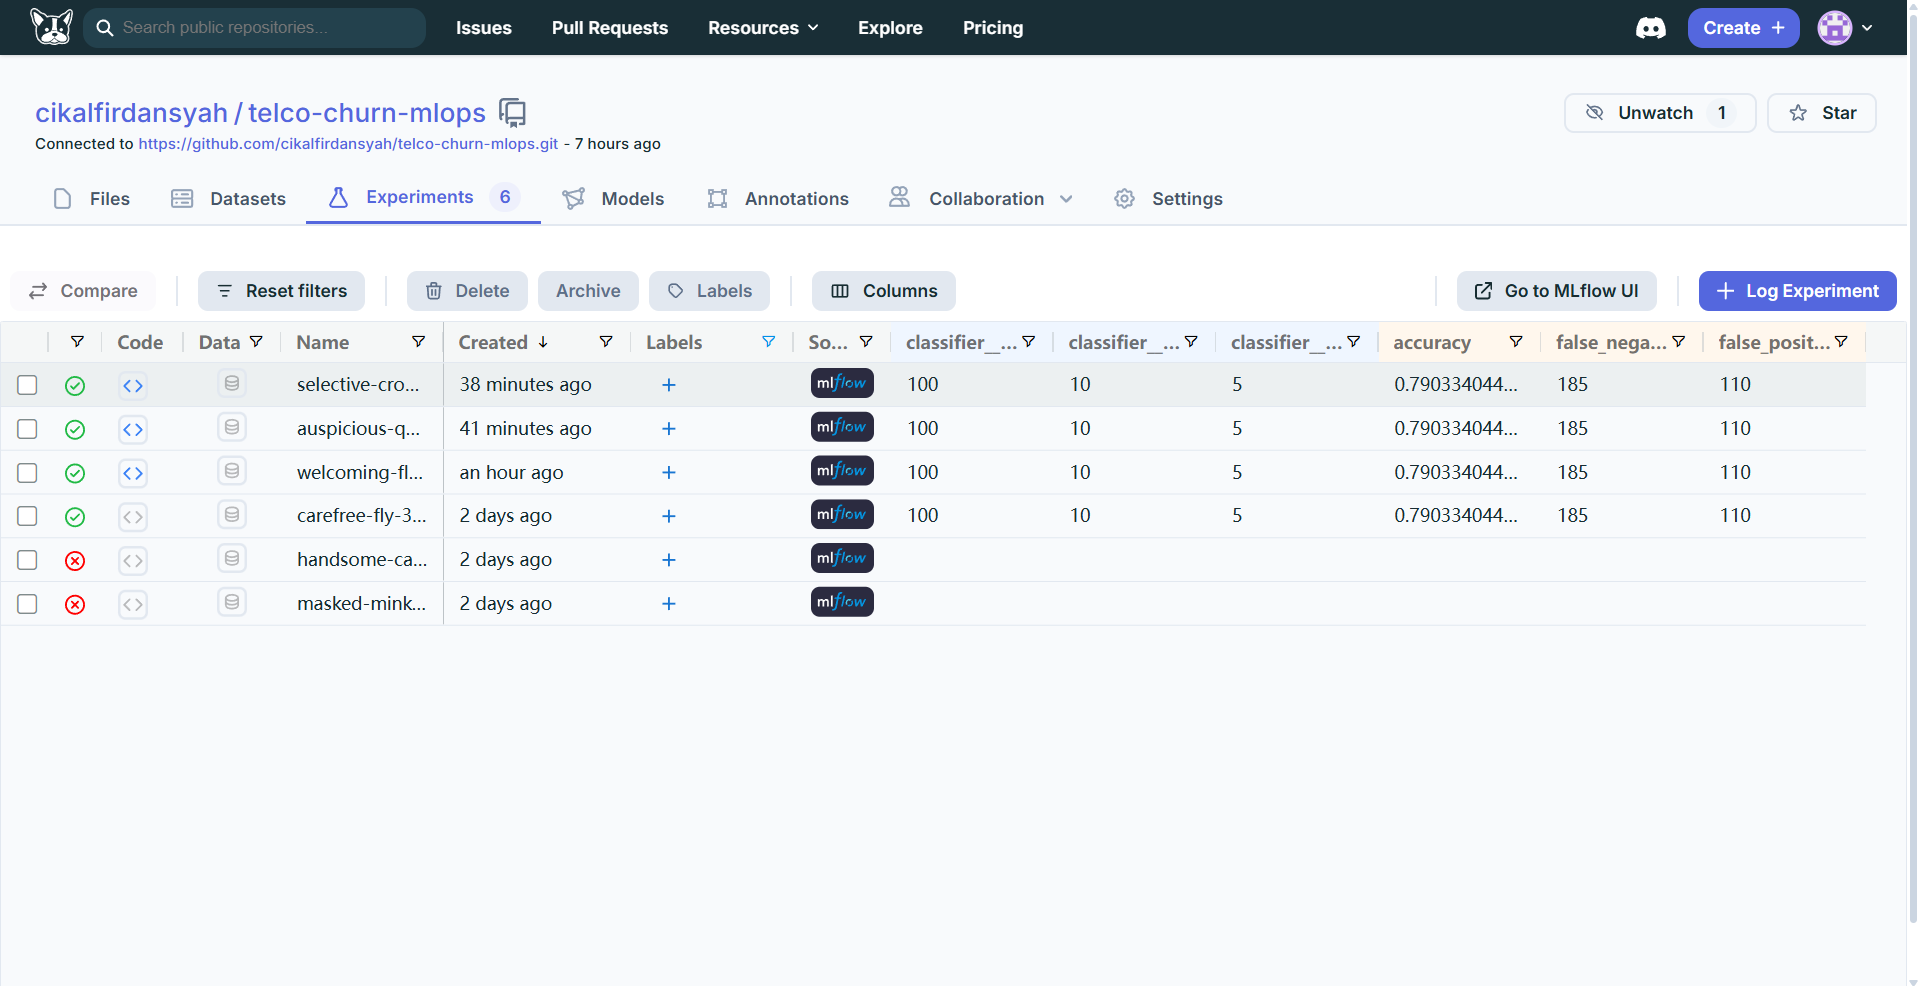 Search public repositories...
Issues
Pull Requests
Resources
Explore
Pricing
Create +
cikalfirdansyah / telco-churn-mlops
Connected to https://github.com/cikalfirdansyah/telco-churn-mlops.git - 7 hours ago
Unwatch 1
Star
Files
Datasets
Experiments 6
Models
Annotations
Collaboration
Settings
Compare
Reset filters
Delete
Archive
Labels
Columns
Go to MLflow UI
+ Log Experiment
Code Data Name Created ↓ Labels So... classifier__... classifier__... classifier__... accuracy false_nega... false_posit...
selective-cro... 38 minutes ago + mlflow 100 10 5 0.790334044... 185 110
auspicious-q... 41 minutes ago + mlflow 100 10 5 0.790334044... 185 110
welcoming-fl... an hour ago + mlflow 100 10 5 0.790334044... 185 110
carefree-fly-3... 2 days ago + mlflow 100 10 5 0.790334044... 185 110
handsome-ca... 2 days ago + mlflow
masked-mink... 2 days ago + mlflow